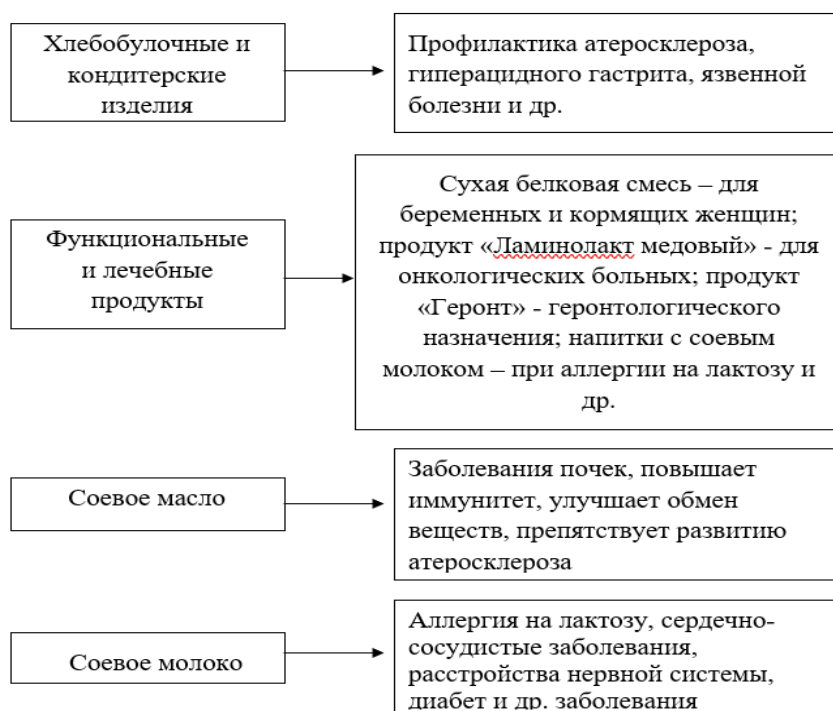 Хлебобулочные и
кондитерские
изделия
Профилактика атеросклероза,
гиперацидного гастрита, язвенной
болезни и др.
Функциональные
и лечебные
продукты
Сухая белковая смесь – для
беременных и кормящих женщин;
продукт «Ламинолакт медовый» - для
онкологических больных; продукт
«Геронт» - геронтологического
назначения; напитки с соевым
молоком – при аллергии на лактозу и
др.
Соевое масло
Заболевания почек, повышает
иммунитет, улучшает обмен
веществ, препятствует развитию
атеросклероза
Соевое молоко
Аллергия на лактозу, сердечно-
сосудистые заболевания,
расстройства нервной системы,
диабет и др. заболевания